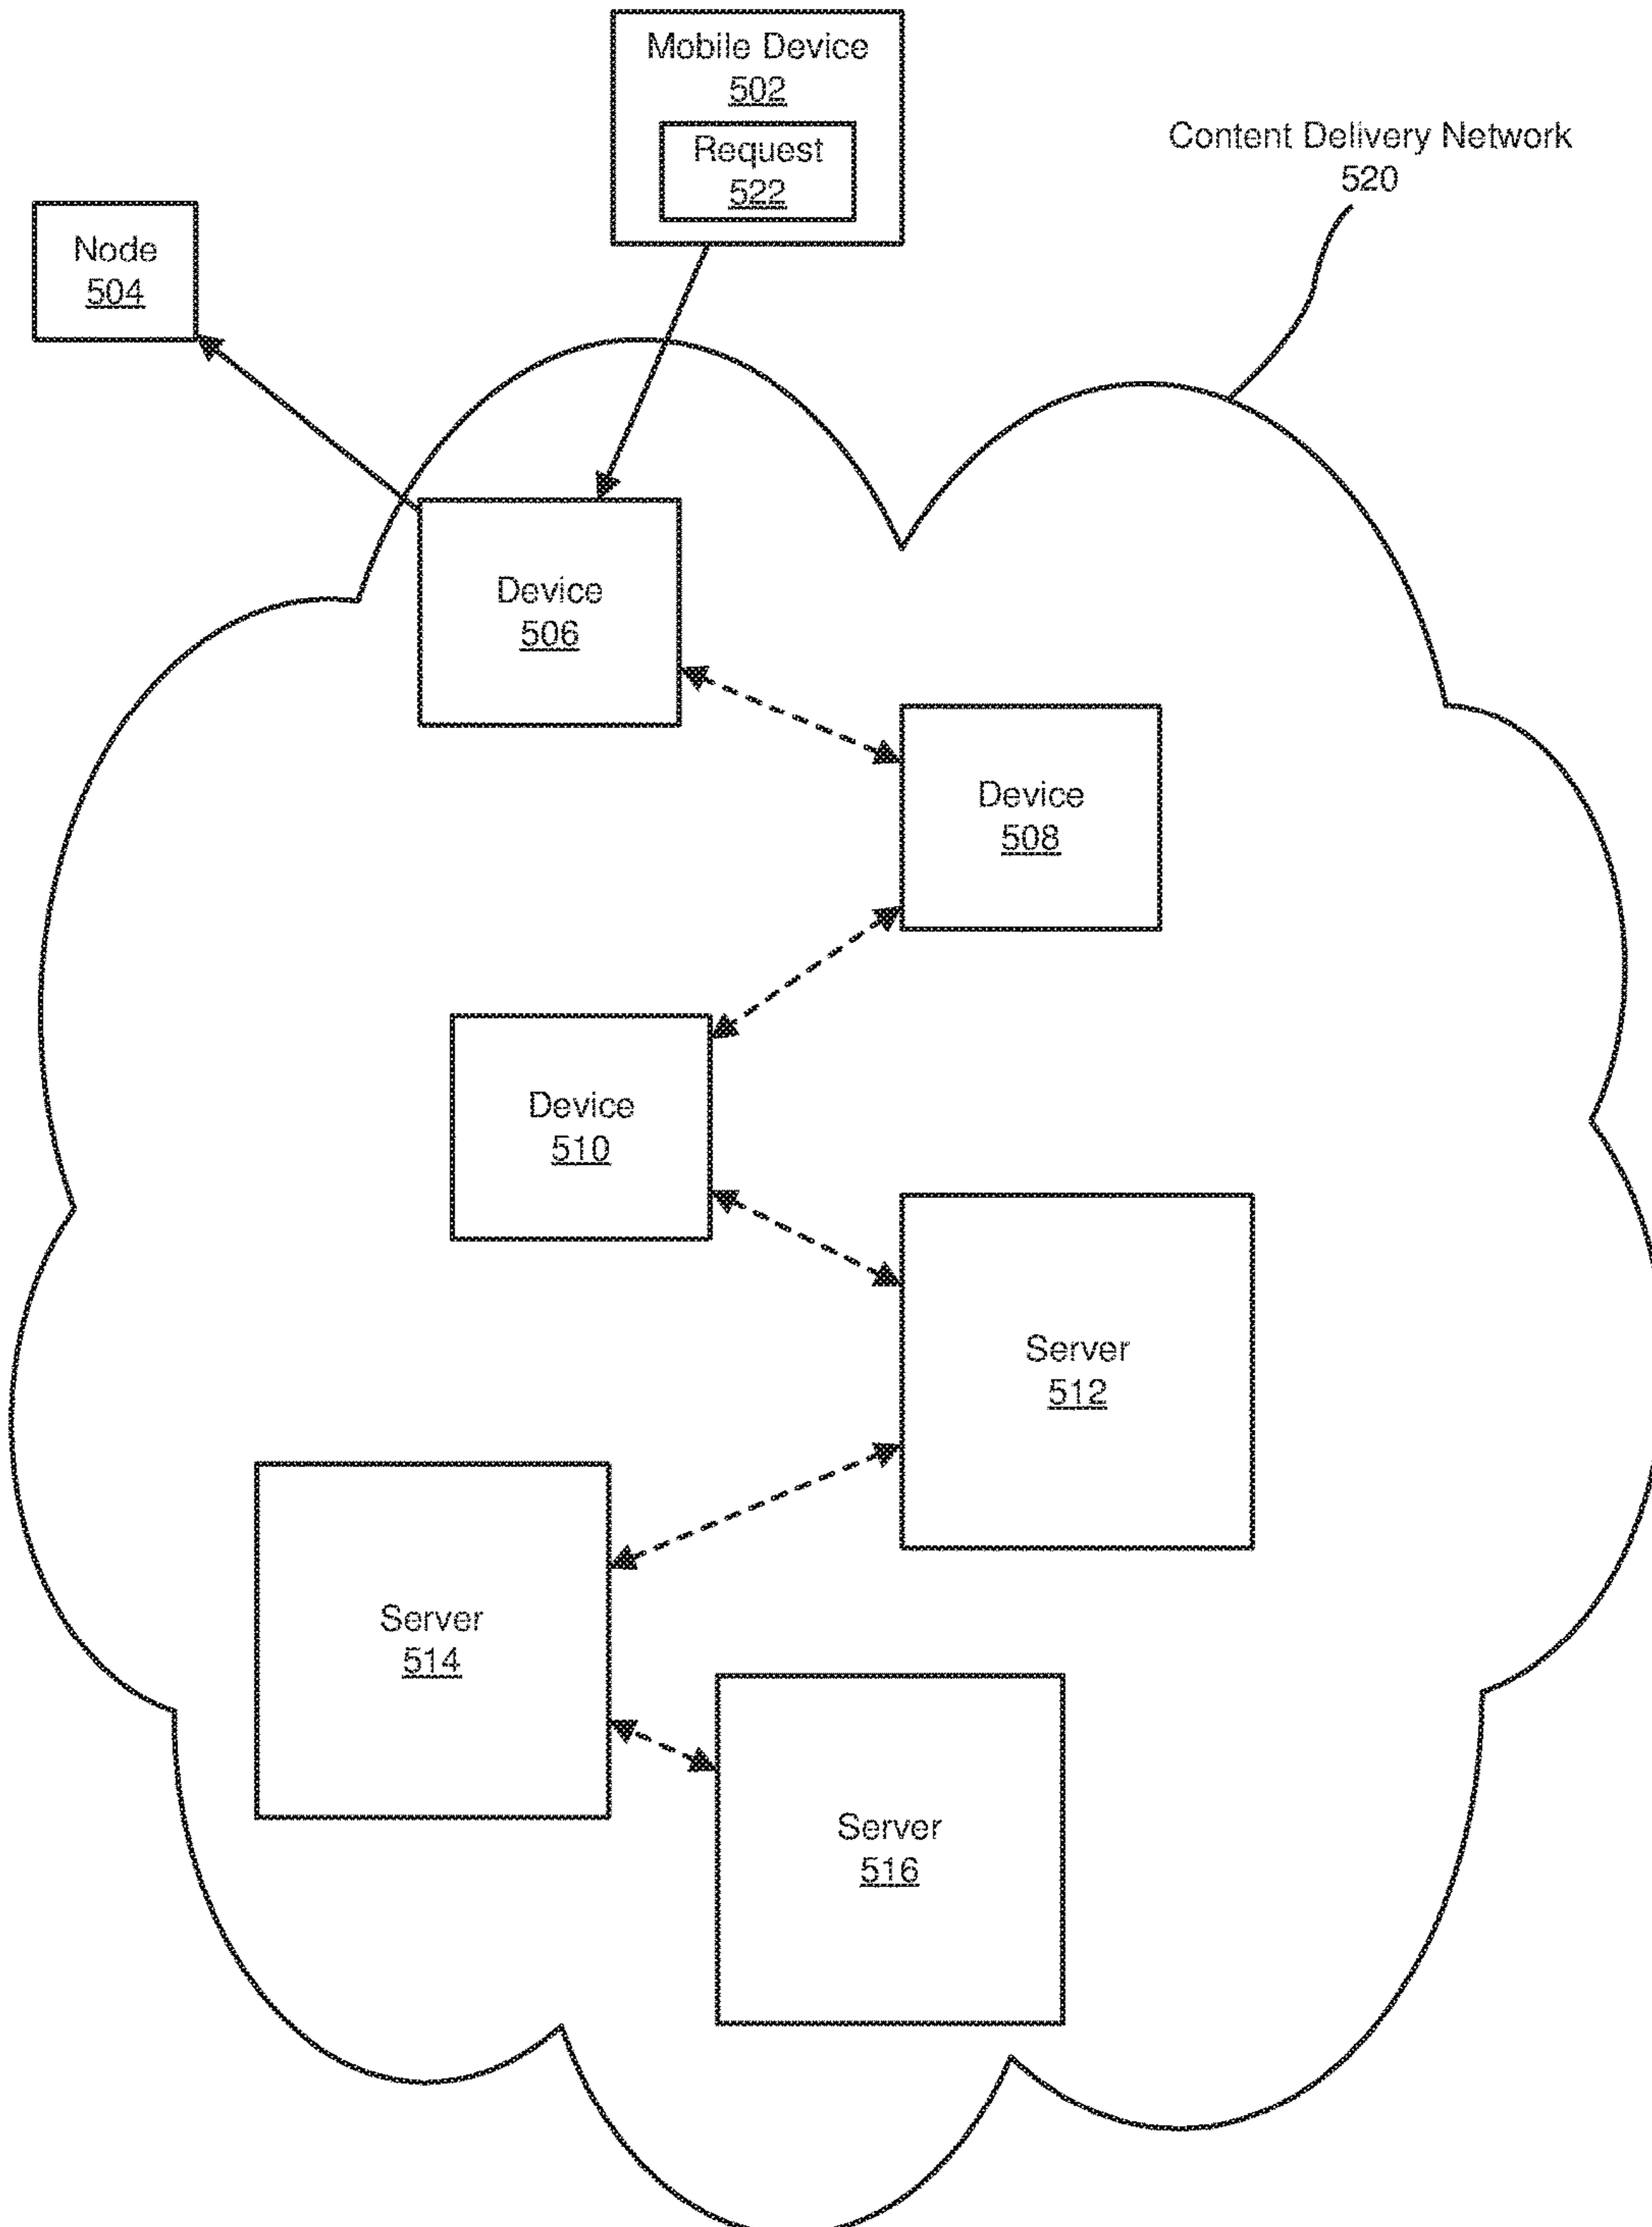 Mobile Device
502
Request
522
Content Delivery Network
520
Node
504
Device
506
Device
508
Device
510
Server
512
Server
514
Server
516